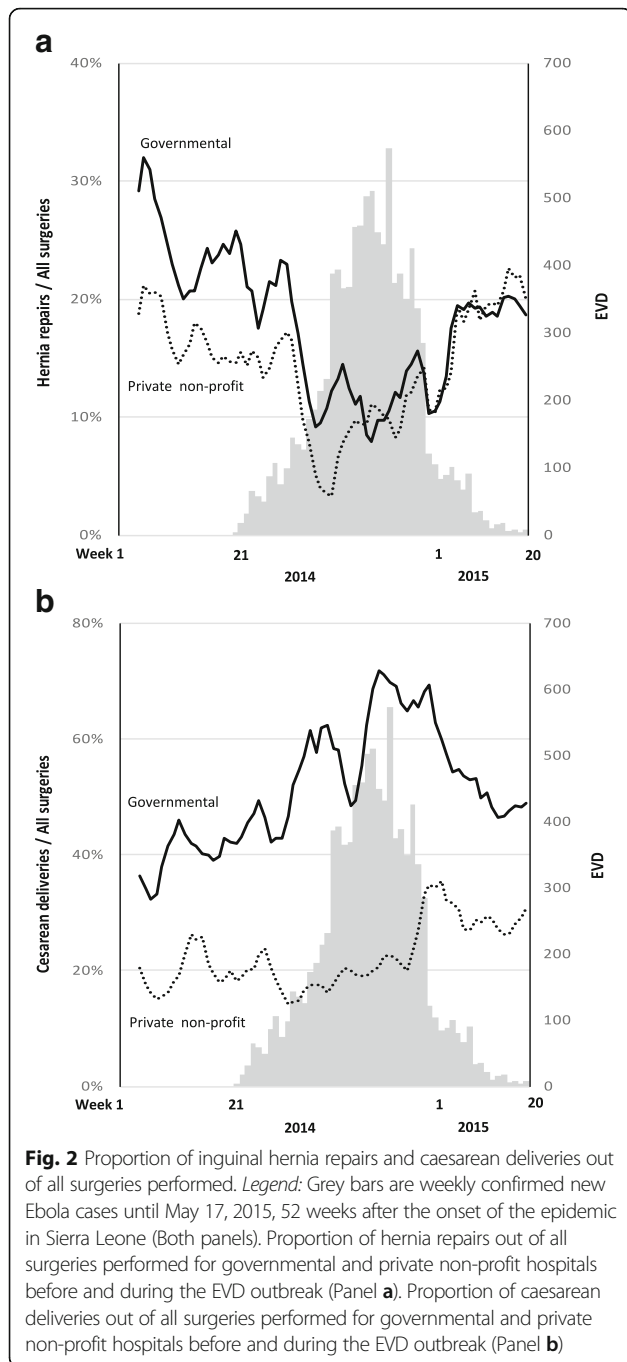 a
40%
700
600
Governmental
30%
500
400
Hernia repairs / All surgeries
20%
EVD
300
Private non-profit
10%
200
100
0%
0
Week 1
21
1
20
2014
2015
b
80%
700
600
60%
500
Governmental
400
Cesarean deliveries / All surgeries
40%
EVD
300
20%
200
Private non-profit
100
0%
0
Week 1
21
1
20
2014
2015
Fig. 2 Proportion of inguinal hernia repairs and caesarean deliveries out
of all surgeries performed. Legend: Grey bars are weekly confirmed new
Ebola cases until May 17, 2015, 52 weeks after the onset of the epidemic
in Sierra Leone (Both panels). Proportion of hernia repairs out of all
surgeries performed for governmental and private non-profit hospitals
before and during the EVD outbreak (Panel a). Proportion of caesarean
deliveries out of all surgeries performed for governmental and private
non-profit hospitals before and during the EVD outbreak (Panel b)